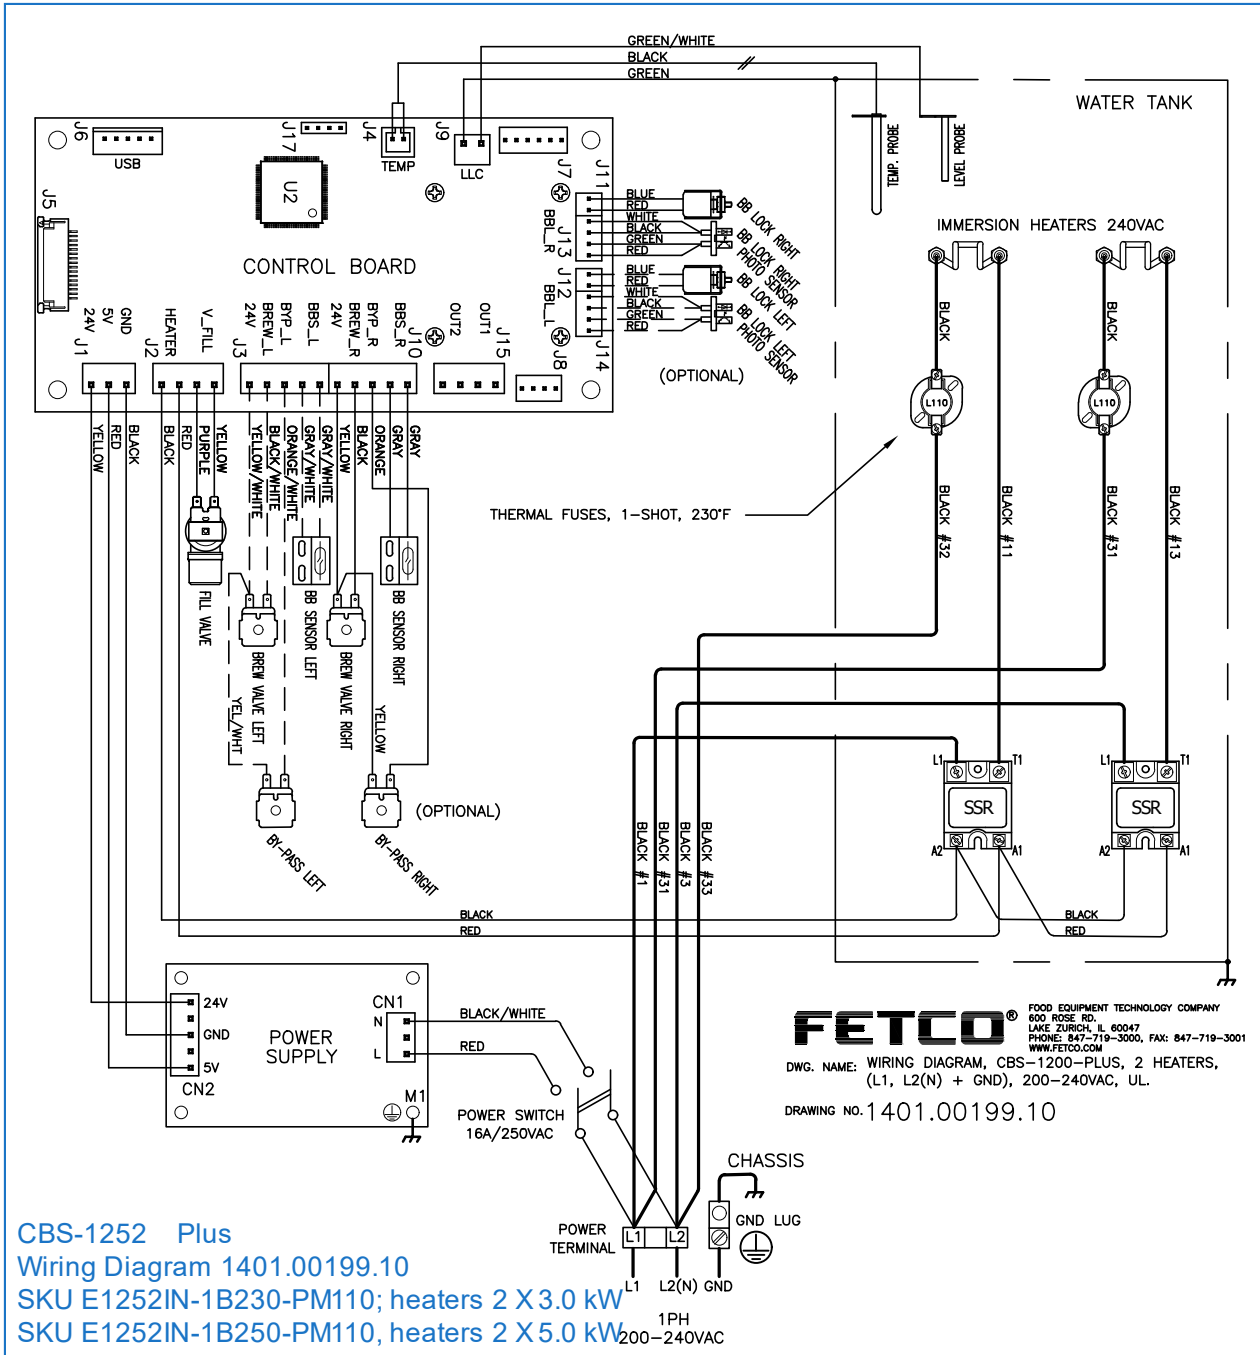 GREEN/WHITE
BLACK
GREEN
WATER TANK
J6
USB
J17
J4
TEMP
J9
LLC
J7
U2
J5
CONTROL BOARD
TEMP. PROBE
LEVEL PROBE
J11
BBL_R
J13
BLUE
RED
WHITE
BLACK
GREEN
RED
BB LOCK RIGHT
BB LOCK RIGHT
PHOTO SENSOR
J12
BBL_L
J14
BLUE
RED
WHITE
BLACK
GREEN
RED
BB LOCK LEFT
BB LOCK LEFT
PHOTO SENSOR
(OPTIONAL)
IMMERSION HEATERS 240VAC
BLACK
BLACK
L110
L110
THERMAL FUSES, 1-SHOT, 230°F
BLACK #32
BLACK #11
BLACK #31
BLACK #13
J1
24V
5V
GND
J2
HEATER
V_FILL
J3
24V
BREW_L
BYP_L
BBS_L
24V
BREW_R
BYP_R
BBS_R
J10
OUT2
OUT1
J15
J8
YELLOW
RED
BLACK
BLACK
RED
PURPLE
YELLOW
YELLOW/WHITE
BLACK/WHITE
ORANGE/WHITE
GRAY/WHITE
GRAY/WHITE
YELLOW
BLACK
ORANGE
GRAY
GRAY
FILL VALVE
BREW VALVE LEFT
BB SENSOR LEFT
BREW VALVE RIGHT
BB SENSOR RIGHT
YEL/WHT
YELLOW
BY-PASS LEFT
BY-PASS RIGHT
(OPTIONAL)
L1
T1
SSR
A2
A1
L1
T1
SSR
A2
A1
BLACK #1
BLACK #31
BLACK #3
BLACK #33
BLACK
RED
BLACK
RED
24V
GND
5V
CN2
POWER
SUPPLY
CN1
N
L
M1
BLACK/WHITE
RED
POWER SWITCH
16A/250VAC
FETCO®
FOOD EQUIPMENT TECHNOLOGY COMPANY
600 ROSE RD.
LAKE ZURICH, IL 60047
PHONE: 847-719-3000, FAX: 847-719-3001
WWW.FETCO.COM
DWG. NAME: WIRING DIAGRAM, CBS-1200-PLUS, 2 HEATERS,
(L1, L2(N) + GND), 200-240VAC, UL.
DRAWING NO. 1401.00199.10
CHASSIS
GND LUG
POWER
TERMINAL
L1
L2
L1
L2(N)
GND
1PH
200-240VAC
CBS-1252 Plus
Wiring Diagram 1401.00199.10
SKU E1252IN-1B230-PM110; heaters 2 X 3.0 kW
SKU E1252IN-1B250-PM110, heaters 2 X 5.0 kW